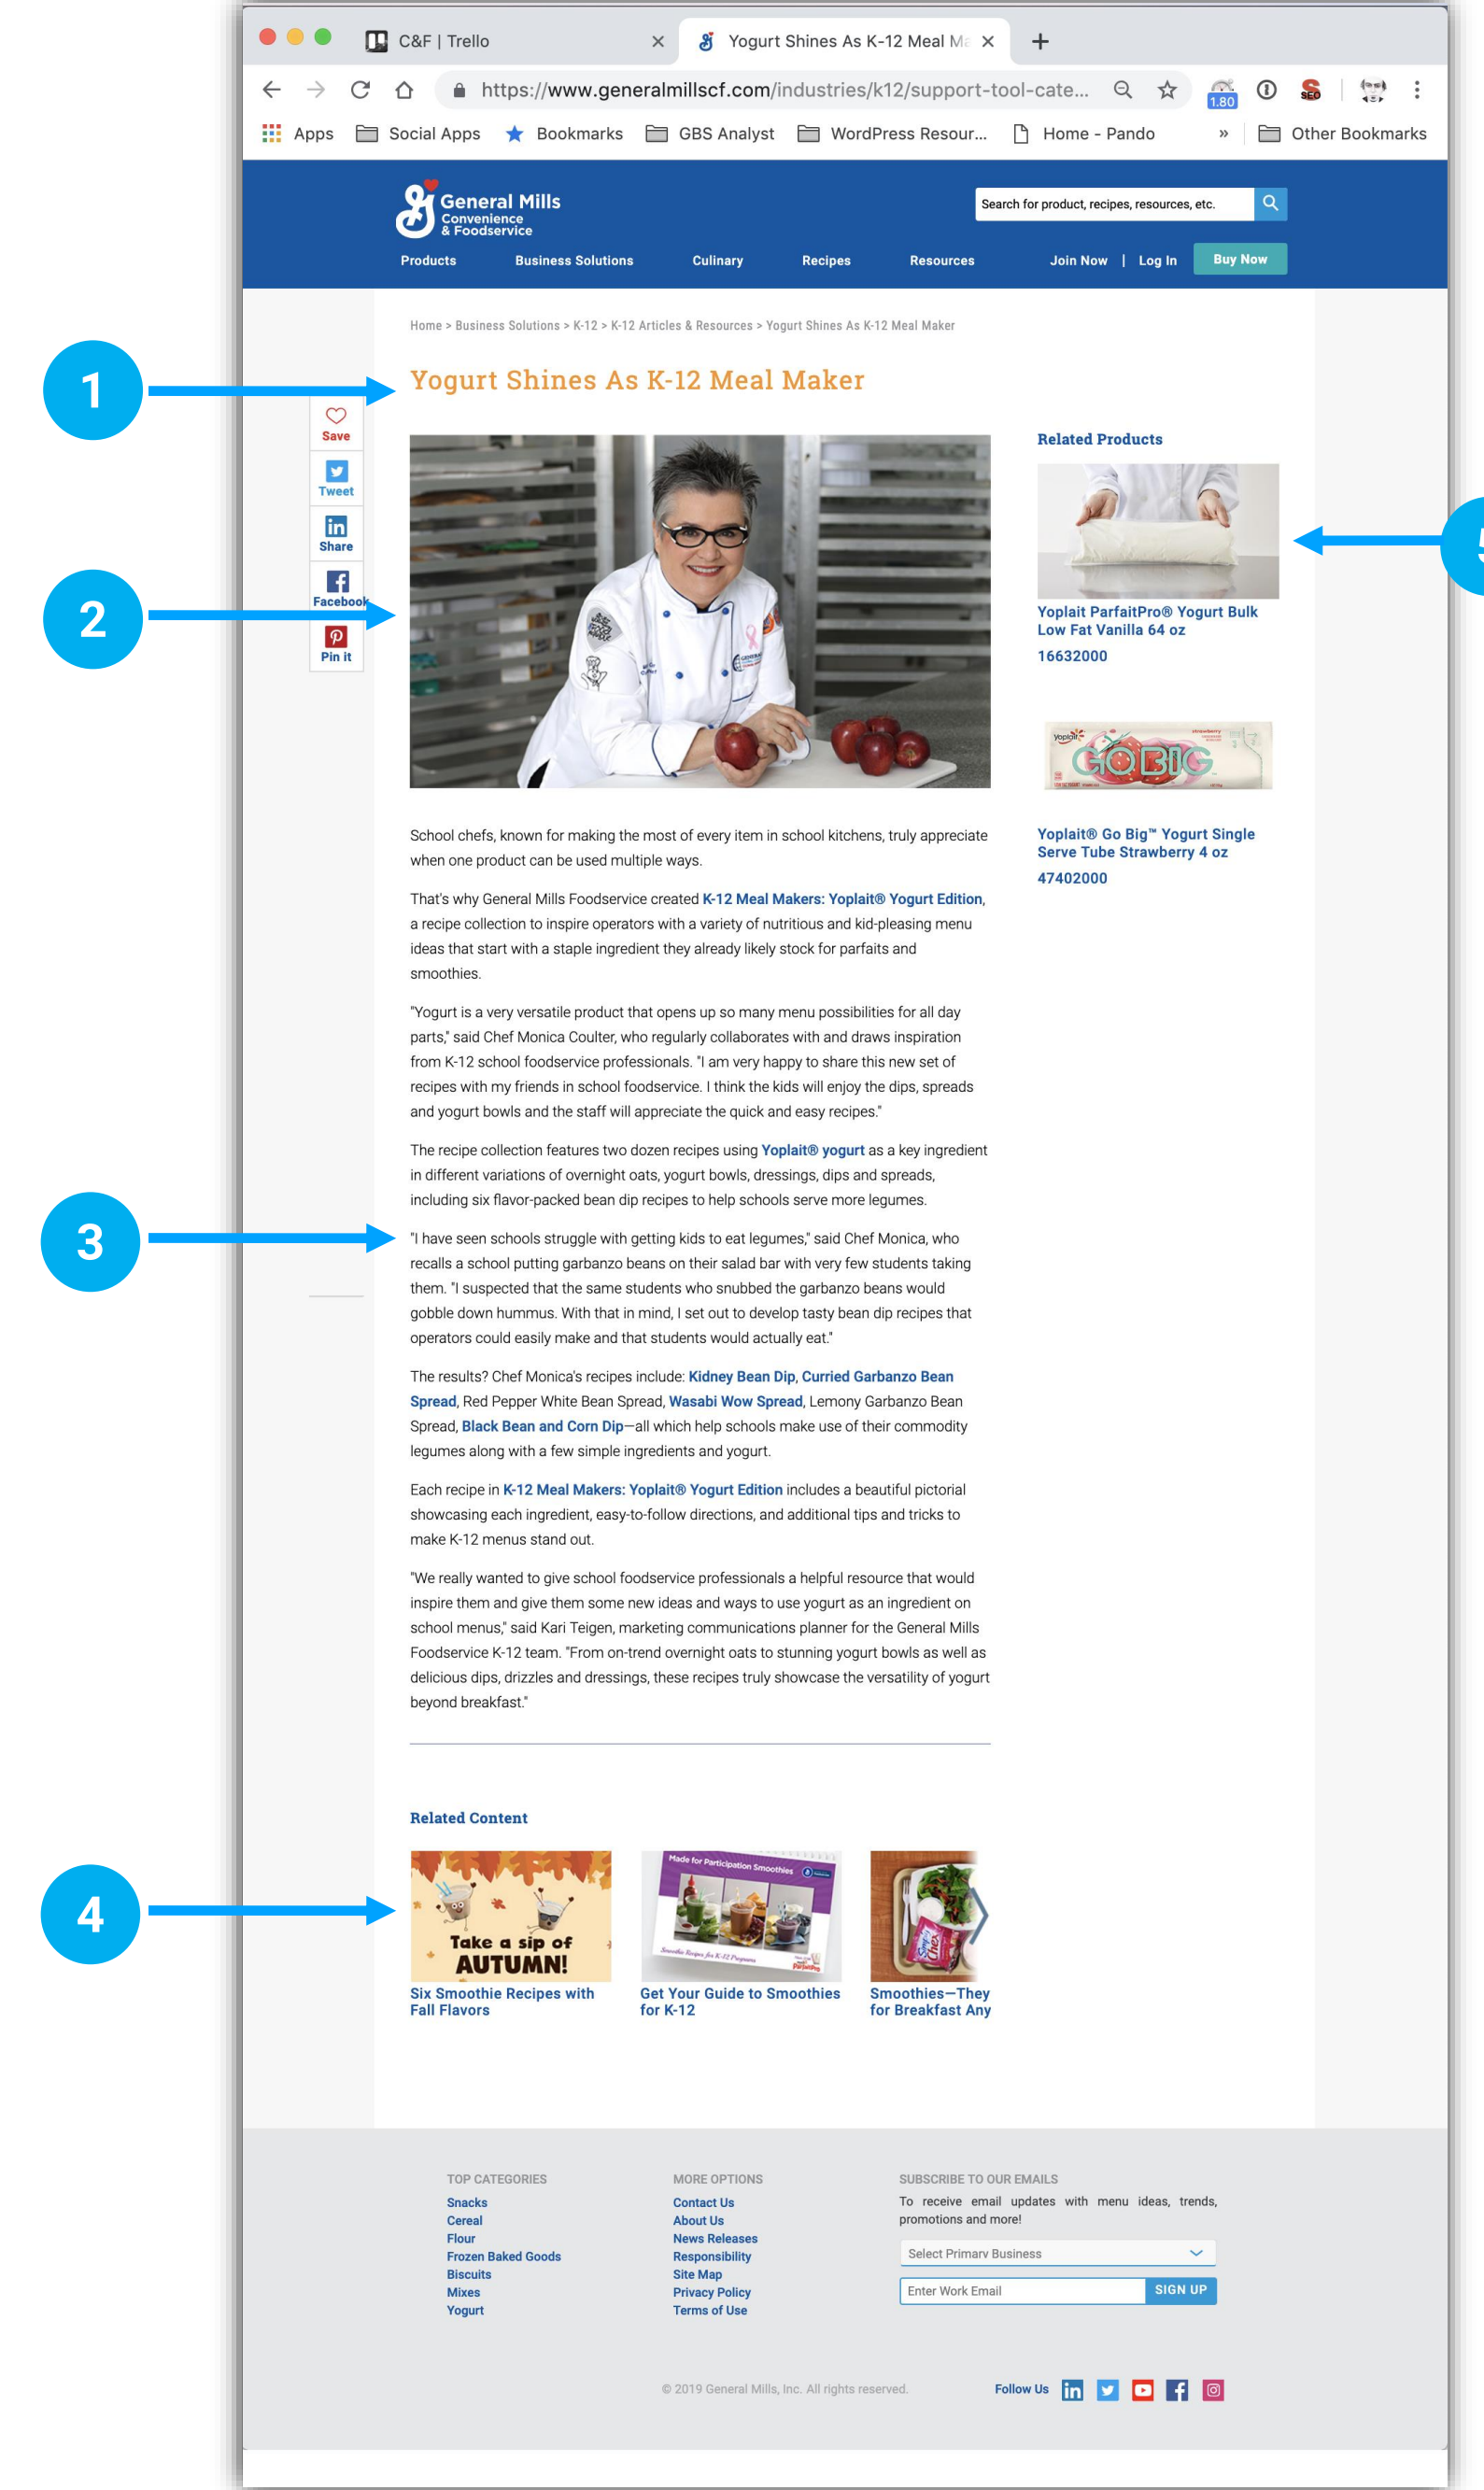 C&F | Trello
Yogurt Shines As K-12 Meal Ma
https://www.generalmillscf.com/industries/k12/support-tool-cate...
1.80
SEO
Apps
Social Apps
Bookmarks
GBS Analyst
WordPress Resour...
Home - Pando
»
Other Bookmarks
General Mills
Convenience
& Foodservice
Search for product, recipes, resources, etc.
Products
Business Solutions
Culinary
Recipes
Resources
Join Now | Log In
Buy Now
Home > Business Solutions > K-12 > K-12 Articles & Resources > Yogurt Shines As K-12 Meal Maker
1
Yogurt Shines As K-12 Meal Maker
Save
Tweet
Share
Facebook
Pin it
2
Related Products
5
Yoplait ParfaitPro® Yogurt Bulk
Low Fat Vanilla 64 oz
16632000
Yoplait
strawberry
GOBIG
Yoplait® Go Big™ Yogurt Single
Serve Tube Strawberry 4 oz
47402000
School chefs, known for making the most of every item in school kitchens, truly appreciate
when one product can be used multiple ways.
That's why General Mills Foodservice created K-12 Meal Makers: Yoplait® Yogurt Edition,
a recipe collection to inspire operators with a variety of nutritious and kid-pleasing menu
ideas that start with a staple ingredient they already likely stock for parfaits and
smoothies.
"Yogurt is a very versatile product that opens up so many menu possibilities for all day
parts," said Chef Monica Coulter, who regularly collaborates with and draws inspiration
from K-12 school foodservice professionals. "I am very happy to share this new set of
recipes with my friends in school foodservice. I think the kids will enjoy the dips, spreads
and yogurt bowls and the staff will appreciate the quick and easy recipes."
The recipe collection features two dozen recipes using Yoplait® yogurt as a key ingredient
in different variations of overnight oats, yogurt bowls, dressings, dips and spreads,
including six flavor-packed bean dip recipes to help schools serve more legumes.
3
"I have seen schools struggle with getting kids to eat legumes," said Chef Monica, who
recalls a school putting garbanzo beans on their salad bar with very few students taking
them. "I suspected that the same students who snubbed the garbanzo beans would
gobble down hummus. With that in mind, I set out to develop tasty bean dip recipes that
operators could easily make and that students would actually eat."
The results? Chef Monica's recipes include: Kidney Bean Dip, Curried Garbanzo Bean
Spread, Red Pepper White Bean Spread, Wasabi Wow Spread, Lemony Garbanzo Bean
Spread, Black Bean and Corn Dip—all which help schools make use of their commodity
legumes along with a few simple ingredients and yogurt.
Each recipe in K-12 Meal Makers: Yoplait® Yogurt Edition includes a beautiful pictorial
showcasing each ingredient, easy-to-follow directions, and additional tips and tricks to
make K-12 menus stand out.
"We really wanted to give school foodservice professionals a helpful resource that would
inspire them and give them some new ideas and ways to use yogurt as an ingredient on
school menus," said Kari Teigen, marketing communications planner for the General Mills
Foodservice K-12 team. "From on-trend overnight oats to stunning yogurt bowls as well as
delicious dips, drizzles and dressings, these recipes truly showcase the versatility of yogurt
beyond breakfast."
Related Content
4
Take a sip of
AUTUMN!
Six Smoothie Recipes with
Fall Flavors
Made for Participation Smoothies
Smoothie Recipes for K-12 Programs
ParfaitPro
Get Your Guide to Smoothies
for K-12
Chex
Smoothies—They
for Breakfast Any
TOP CATEGORIES
Snacks
Cereal
Flour
Frozen Baked Goods
Biscuits
Mixes
Yogurt
MORE OPTIONS
Contact Us
About Us
News Releases
Responsibility
Site Map
Privacy Policy
Terms of Use
SUBSCRIBE TO OUR EMAILS
To receive email updates with menu ideas, trends,
promotions and more!
Select Primary Business
Enter Work Email
SIGN UP
© 2019 General Mills, Inc. All rights reserved.
Follow Us